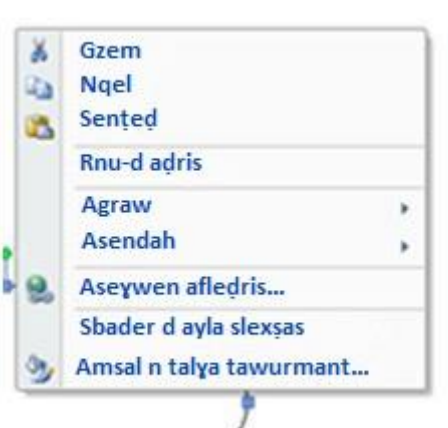 Gzem
Nqel
Senṭeḍ
Rnu-d aḍris
Agraw
Asendah
Aseɣwen afleḍris...
Sbader d ayla slexṣas
Amsal n talɣa tawurmant...